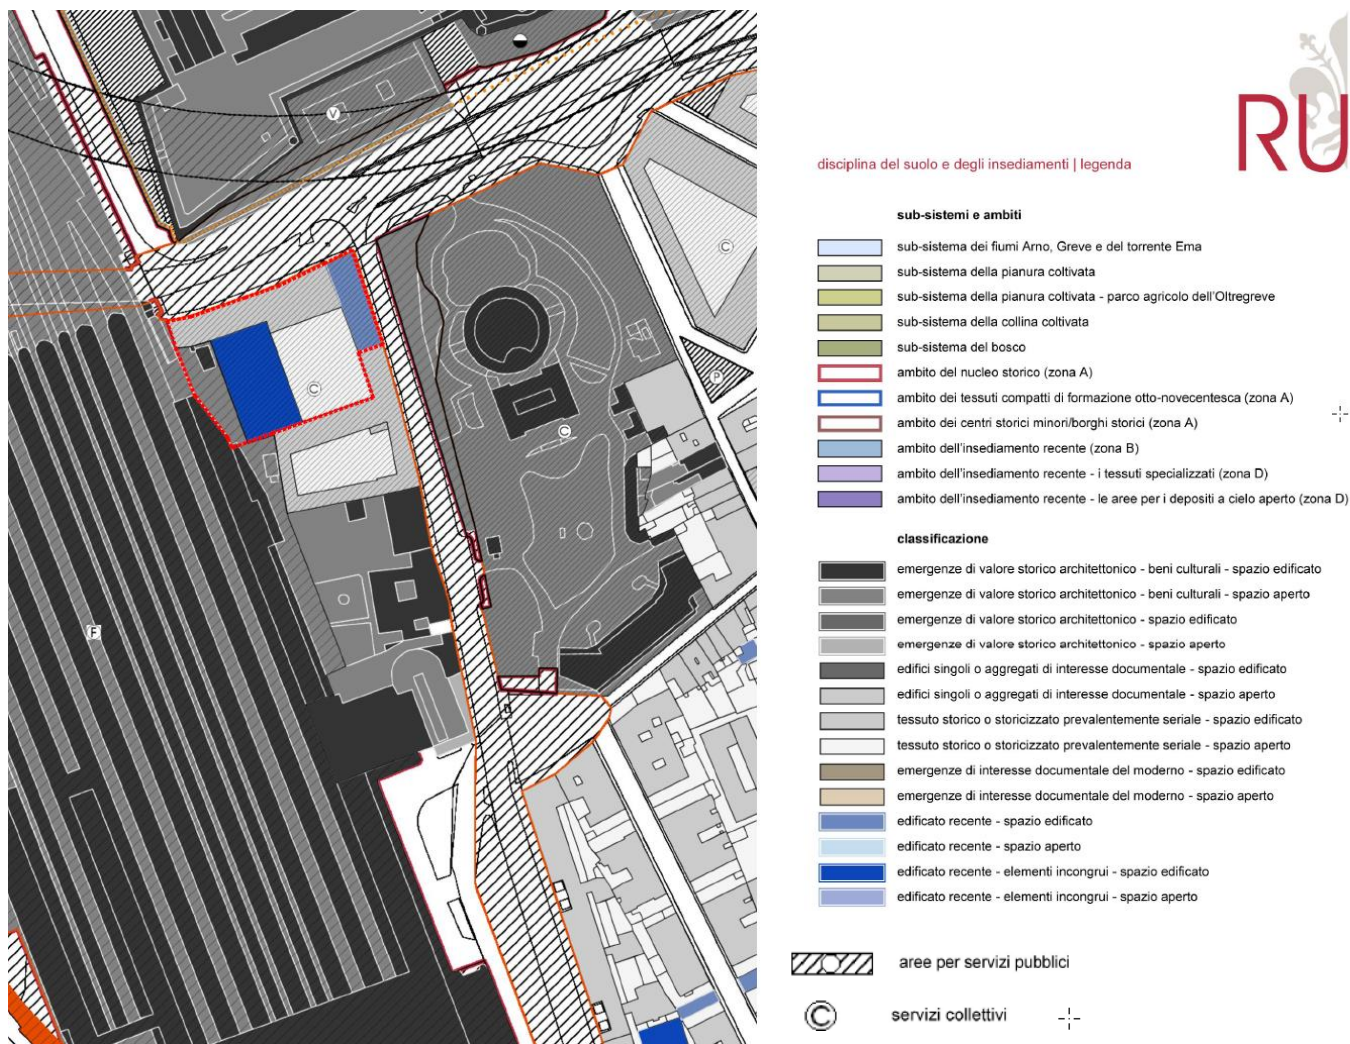 V
C
P
C
C
F
RU
disciplina del suolo e degli insediamenti | legenda
sub-sistemi e ambiti
sub-sistema dei fiumi Arno, Greve e del torrente Ema
sub-sistema della pianura coltivata
sub-sistema della pianura coltivata - parco agricolo dell'Oltregreve
sub-sistema della collina coltivata
sub-sistema del bosco
ambito del nucleo storico (zona A)
ambito dei tessuti compatti di formazione otto-novecentesca (zona A)
ambito dei centri storici minori/borghi storici (zona A)
ambito dell'insediamento recente (zona B)
ambito dell'insediamento recente - i tessuti specializzati (zona D)
ambito dell'insediamento recente - le aree per i depositi a cielo aperto (zona D)
classificazione
emergenze di valore storico architettonico - beni culturali - spazio edificato
emergenze di valore storico architettonico - beni culturali - spazio aperto
emergenze di valore storico architettonico - spazio edificato
emergenze di valore storico architettonico - spazio aperto
edifici singoli o aggregati di interesse documentale - spazio edificato
edifici singoli o aggregati di interesse documentale - spazio aperto
tessuto storico o storicizzato prevalentemente seriale - spazio edificato
tessuto storico o storicizzato prevalentemente seriale - spazio aperto
emergenze di interesse documentale del moderno - spazio edificato
emergenze di interesse documentale del moderno - spazio aperto
edificato recente - spazio edificato
edificato recente - spazio aperto
edificato recente - elementi incongrui - spazio edificato
edificato recente - elementi incongrui - spazio aperto
aree per servizi pubblici
C servizi collettivi